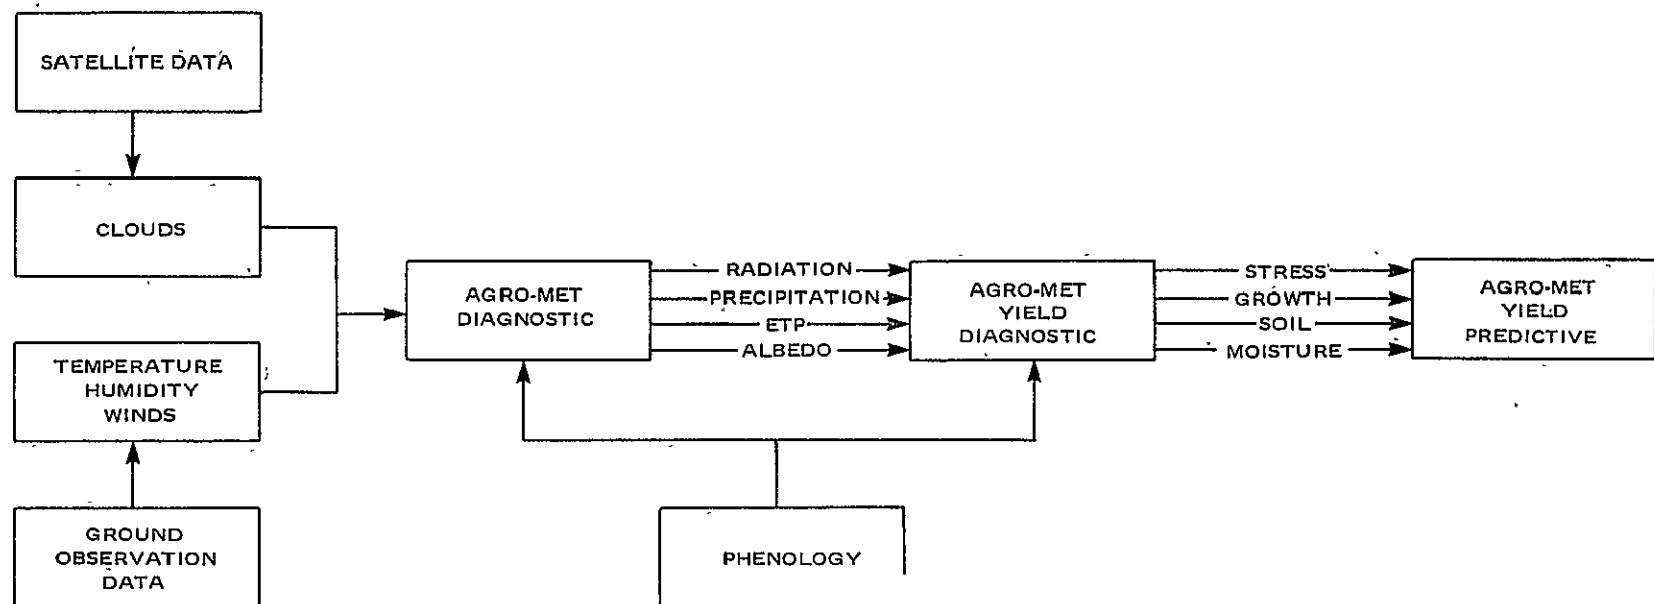 SATELLITE DATA
CLOUDS
TEMPERATURE
HUMIDITY
WINDS
GROUND
OBSERVATION
DATA
AGRO-MET
DIAGNOSTIC
RADIATION
PRECIPITATION
ETP
ALBEDO
PHENOLOGY
AGRO-MET
YIELD
DIAGNOSTIC
STRESS
GROWTH
SOIL
MOISTURE
AGRO-MET
YIELD
PREDICTIVE